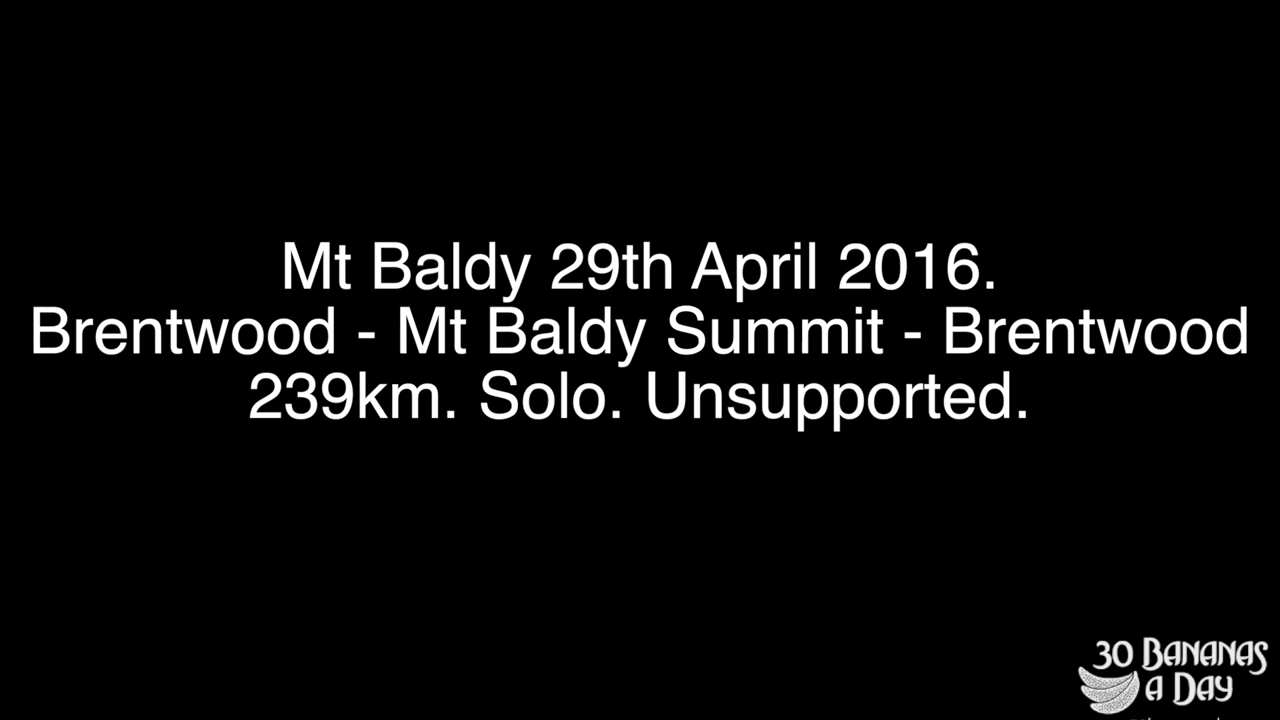 Mt Baldy 29th April 2016.
Brentwood - Mt Baldy Summit - Brentwood
239km. Solo. Unsupported.
30 BANANAS
A DAY